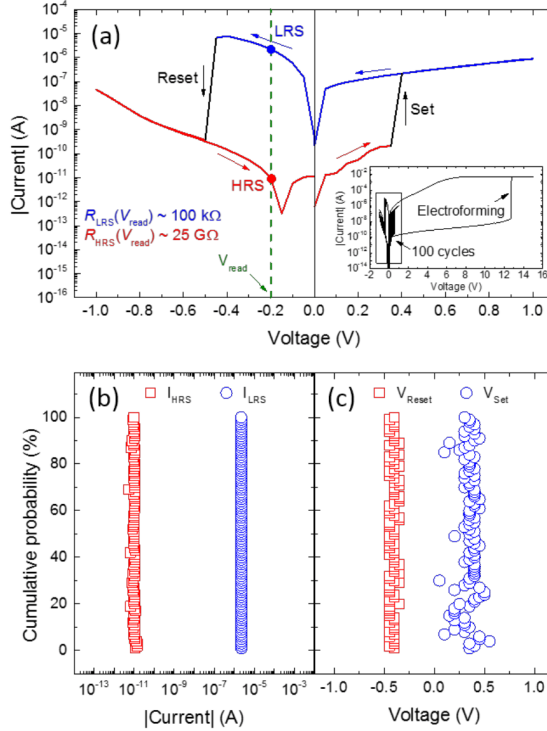 (a)
LRS
Reset
Set
HRS
R_LRS(V_read) ~ 100 kΩ
R_HRS(V_read) ~ 25 GΩ
V_read
|Current| (A)
10^-4
10^-5
10^-6
10^-7
10^-8
10^-9
10^-10
10^-11
10^-12
10^-13
10^-14
10^-15
10^-16
-1.0 -0.8 -0.6 -0.4 -0.2 0.0 0.2 0.4 0.6 0.8 1.0
Voltage (V)
|Current| (A)
10^-2
10^-4
10^-6
10^-8
10^-10
10^-12
10^-14
Electroforming
100 cycles
-2 0 2 4 6 8 10 12 14 16
Voltage (V)
(b) I_HRS I_LRS
(c) V_Reset V_Set
Cumulative probability (%)
100
80
60
40
20
0
10^-13 10^-11 10^-9 10^-7 10^-5 10^-3
|Current| (A)
-0.5 0.0 0.5 1.0
Voltage (V)